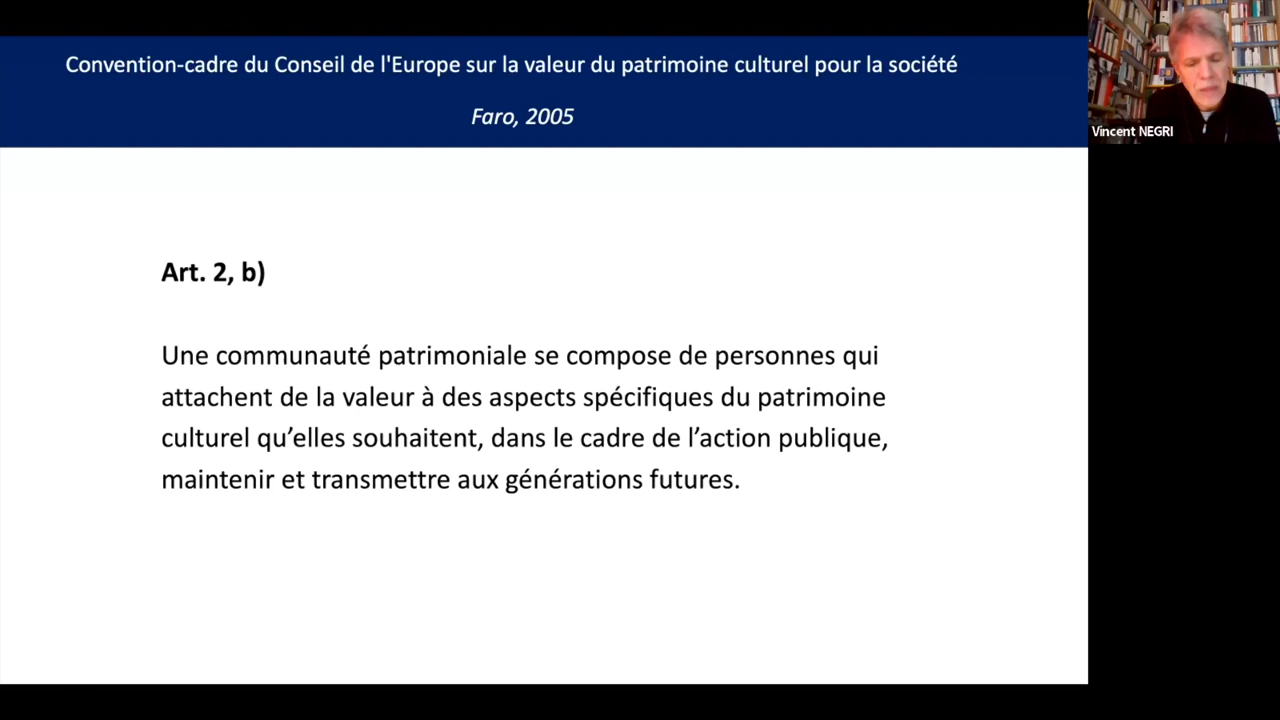 Convention-cadre du Conseil de l'Europe sur la valeur du patrimoine culturel pour la société
Faro, 2005
Vincent NEGRI
Art. 2, b)
Une communauté patrimoniale se compose de personnes qui
attachent de la valeur à des aspects spécifiques du patrimoine
culturel qu’elles souhaitent, dans le cadre de l’action publique,
maintenir et transmettre aux générations futures.